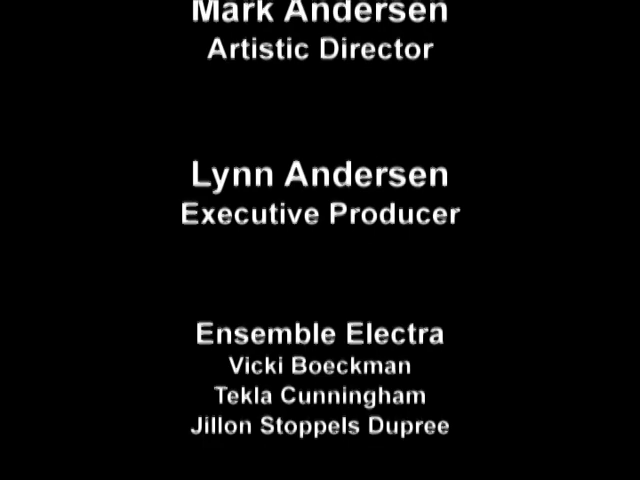 Mark Andersen
Artistic Director
Lynn Andersen
Executive Producer
Ensemble Electra
Vicki Boeckman
Tekla Cunningham
Jillon Stoppels Dupree